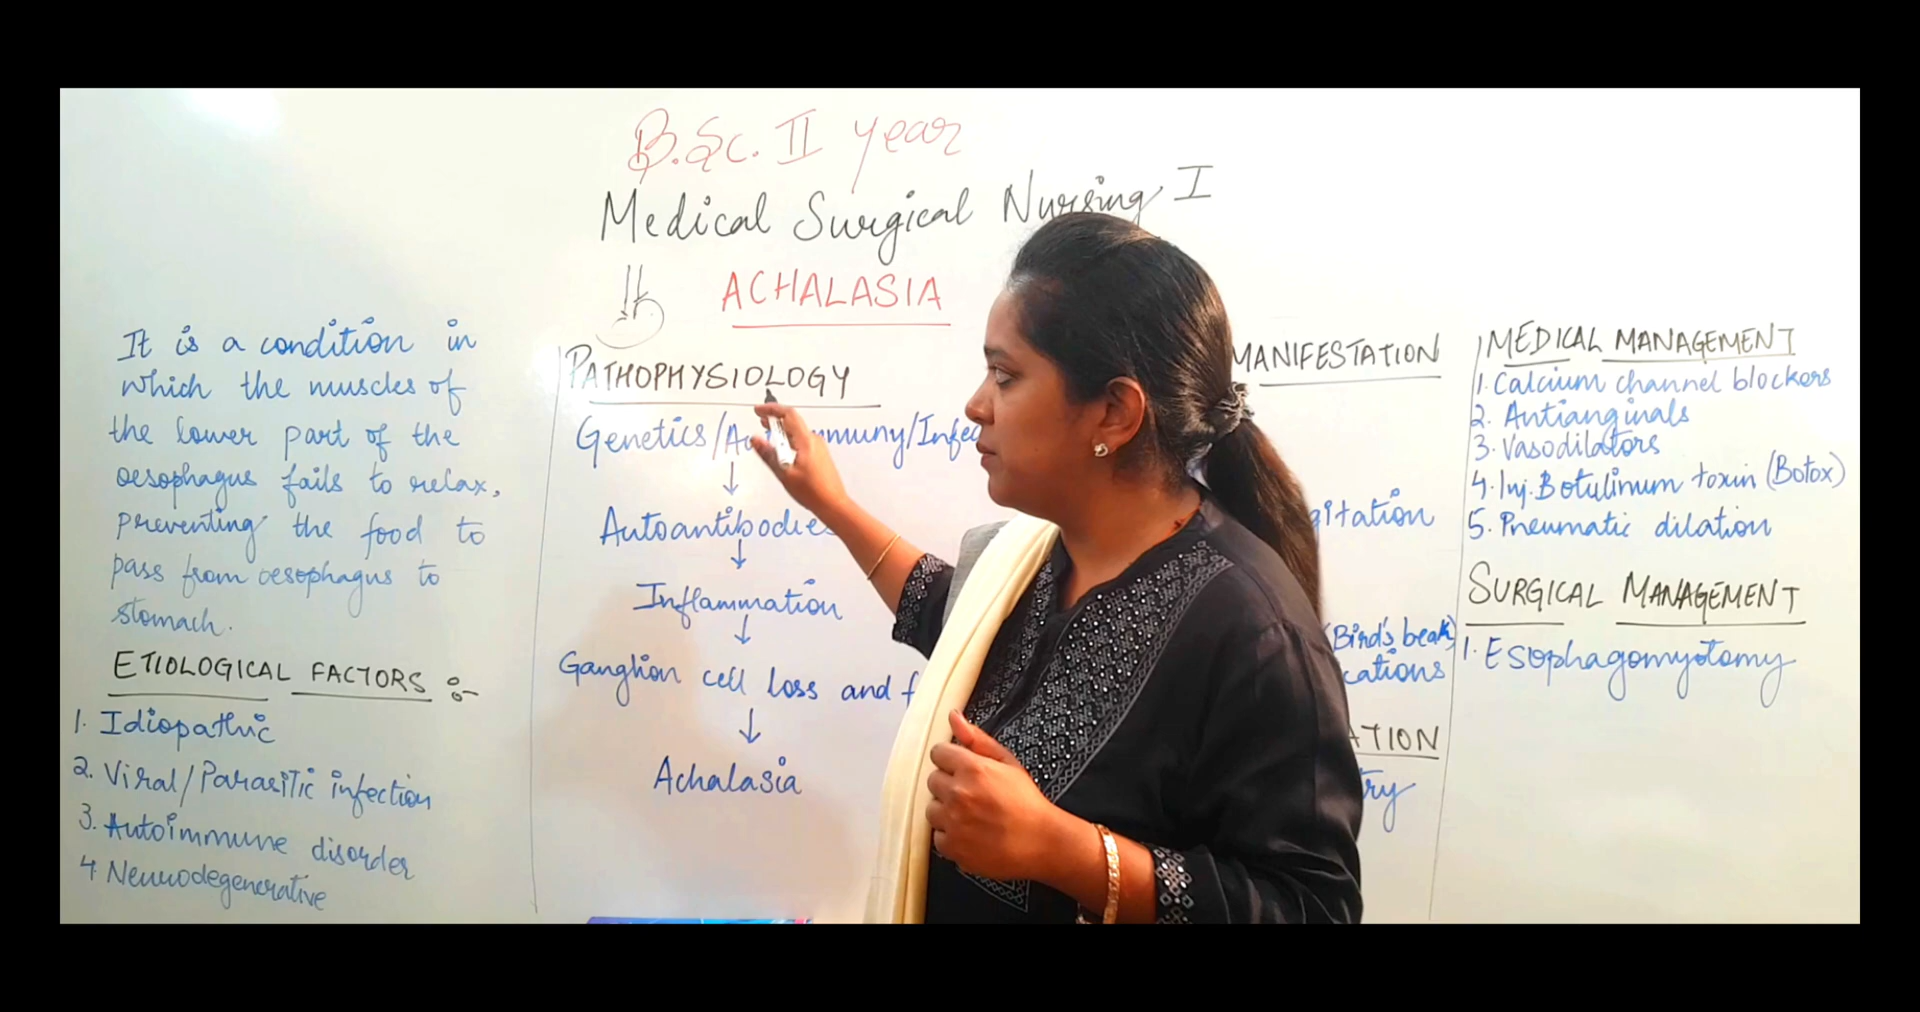 B.Sc. II year
Medical Surgical Nursing I
ACHALASIA
It is a condition in
which the muscles of
the lower part of the
oesophagus fails to relax,
preventing the food to
pass from oesophagus to
stomach.
ETIOLOGICAL FACTORS :-
1. Idiopathic
2. Viral/Parasitic infection
3. Autoimmune disorder
4. Neurodegenerative
PATHOPHYSIOLOGY
Genetics/
↓
Autoantibodies
↓
Inflammation
↓
Ganglion cell loss and
↓
Achalasia
MANIFESTATION
(Bird's beak)
MEDICAL MANAGEMENT
1. Calcium channel blockers
2. Antianginals
3. Vasodilators
4. Inj. Botulinum toxin (Botox)
5. Pneumatic dilation
SURGICAL MANAGEMENT
1. Esophagomyotomy